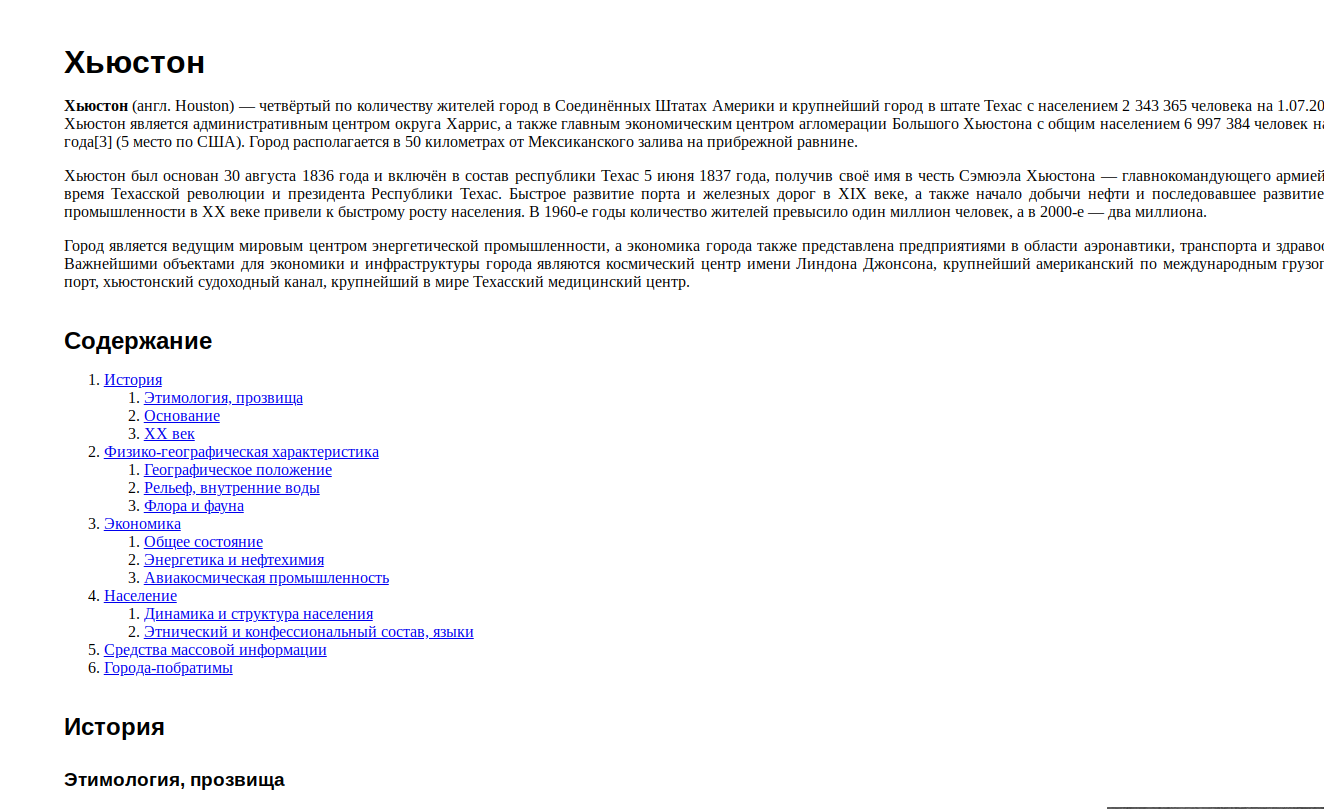 Хьюстон
Хьюстон (англ. Houston) — четвёртый по количеству жителей город в Соединённых Штатах Америки и крупнейший город в штате Техас с населением 2 343 365 человека на 1.07.20
Хьюстон является административным центром округа Харрис, а также главным экономическим центром агломерации Большого Хьюстона с общим населением 6 997 384 человек на
года[3] (5 место по США). Город располагается в 50 километрах от Мексиканского залива на прибрежной равнине.
Хьюстон был основан 30 августа 1836 года и включён в состав республики Техас 5 июня 1837 года, получив своё имя в честь Сэмюэла Хьюстона — главнокомандующего армией
время Техасской революции и президента Республики Техас. Быстрое развитие порта и железных дорог в XIX веке, а также начало добычи нефти и последовавшее развитие
промышленности в XX веке привели к быстрому росту населения. В 1960-е годы количество жителей превысило один миллион человек, а в 2000-е — два миллиона.
Город является ведущим мировым центром энергетической промышленности, а экономика города также представлена предприятиями в области аэронавтики, транспорта и
Важнейшими объектами для экономики и инфраструктуры города являются космический центр имени Линдона Джонсона, крупнейший американский по международным
порт, хьюстонский судоходный канал, крупнейший в мире Техасский медицинский центр.
Содержание
1. История
1. Этимология, прозвища
2. Основание
3. XX век
2. Физико-географическая характеристика
1. Географическое положение
2. Рельеф, внутренние воды
3. Флора и фауна
3. Экономика
1. Общее состояние
2. Энергетика и нефтехимия
3. Авиакосмическая промышленность
4. Население
1. Динамика и структура населения
2. Этнический и конфессиональный состав, языки
5. Средства массовой информации
6. Города-побратимы
История
Этимология, прозвища